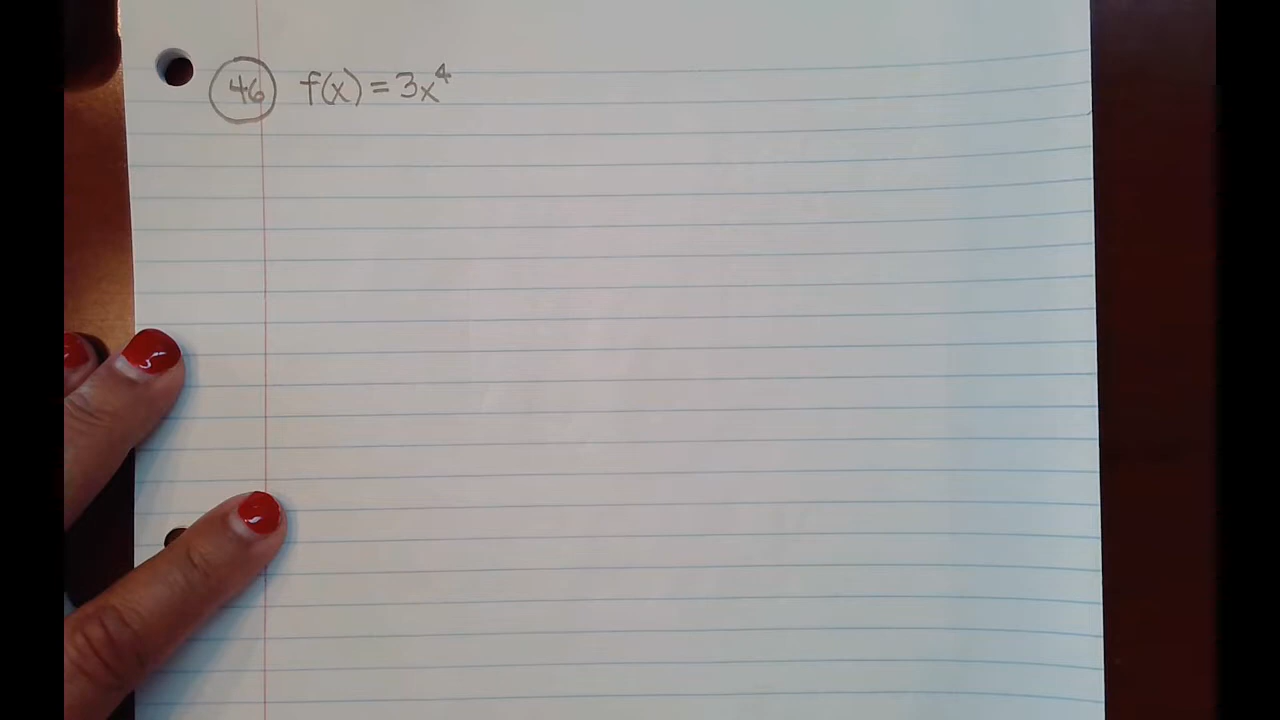 46 f(x) = 3x⁴